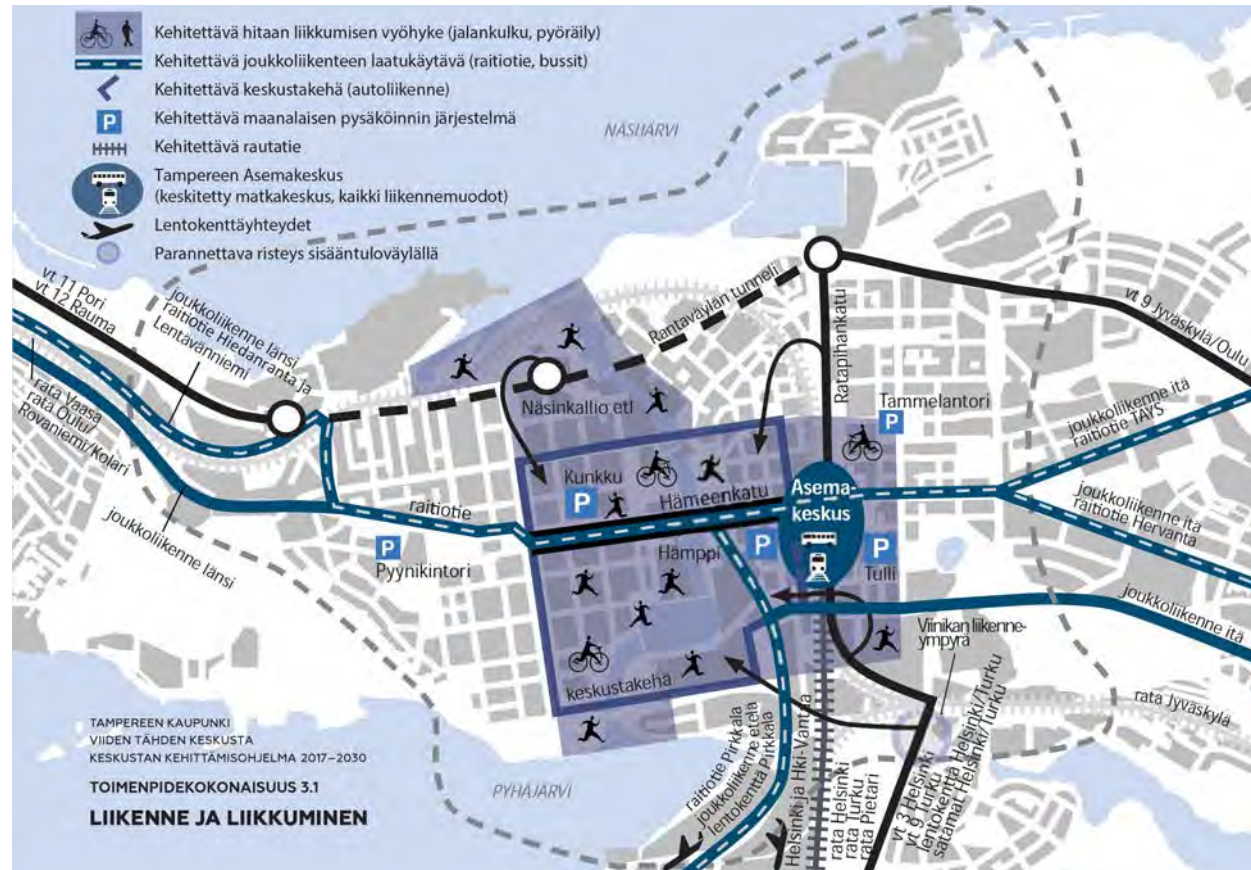 Kehitettävä hitaan liikkumisen vyöhyke (jalankulku, pyöräily)
Kehitettävä joukkoliikenteen laatukäytävä (raitiotie, bussit)
Kehitettävä keskustakehä (autoliikenne)
P
Kehitettävä maanalaisen pysäköinnin järjestelmä
Kehitettävä rautatie
Tampereen Asemakeskus
(keskitetty matkakeskus, kaikki liikennemuodot)
Lentokenttäyhteydet
Parannettava risteys sisääntuloväylällä
NÄSIJÄRVI
vt 11 Pori
vt 12 Rauma
joukkoliikenne länsi
raitiotie Hiedanranta ja
Lentävänniemi
rata Vaasa
rata Oulu/
Rovaniemi/Kolari
joukkoliikenne länsi
Rantaväylän tunneli
Ratapihankatu
vt 9 Jyväskylä/Oulu
Näsinkallio etl
Tammelantori
P
joukkoliikenne itä
raitiotie TAYS
Kunkku
P
Hämeenkatu
Asema-
keskus
raitiotie
joukkoliikenne itä
raitiotie Hervanta
P
Pyynikintori
Hämppi
P
P
Tulli
joukkoliikenne itä
Viinikan liikenne-
ympyrä
keskustakehä
rata Jyväskylä
raitiotie Pirkkala
joukkoliikenne etelä
lentokenttä Pirkkala
Helsinki ja Hki-Vantaa
rata Helsinki
rata Turku
rata Pietari
vt 3 Helsinki
vt 9 Turku
lentokenttä Helsinki/Turku
satamat Helsinki/Turku
PYHÄJÄRVI
TAMPEREEN KAUPUNKI
VIIDEN TÄHDEN KESKUSTA
KESKUSTAN KEHITTÄMISOHJELMA 2017–2030
TOIMENPIDEKOKONAISUUS 3.1
LIIKENNE JA LIIKKUMINEN